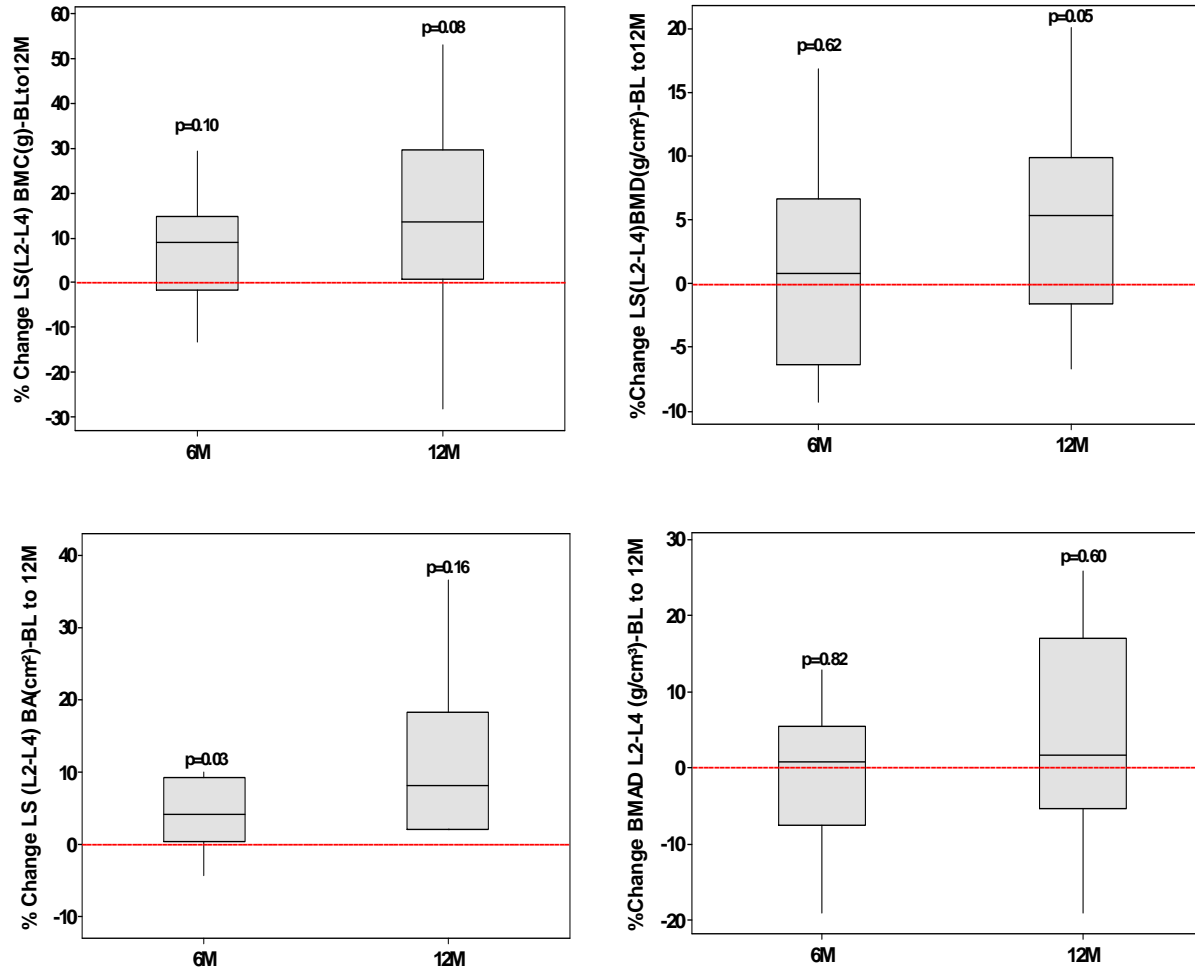 % Change LS(L2-L4) BMC(g)-BLto12M
60
50
40
30
20
10
0
-10
-20
-30
p=0.10
p=0.08
6M
12M
%Change LS(L2-L4)BMD(g/cm²)-BL to12M
20
15
10
5
0
-5
-10
p=0.62
p=0.05
6M
12M
% Change LS (L2-L4) BA(cm²)-BL to 12M
40
30
20
10
0
-10
p=0.03
p=0.16
6M
12M
%Change BMAD L2-L4 (g/cm³)-BL to 12M
30
20
10
0
-10
-20
p=0.82
p=0.60
6M
12M